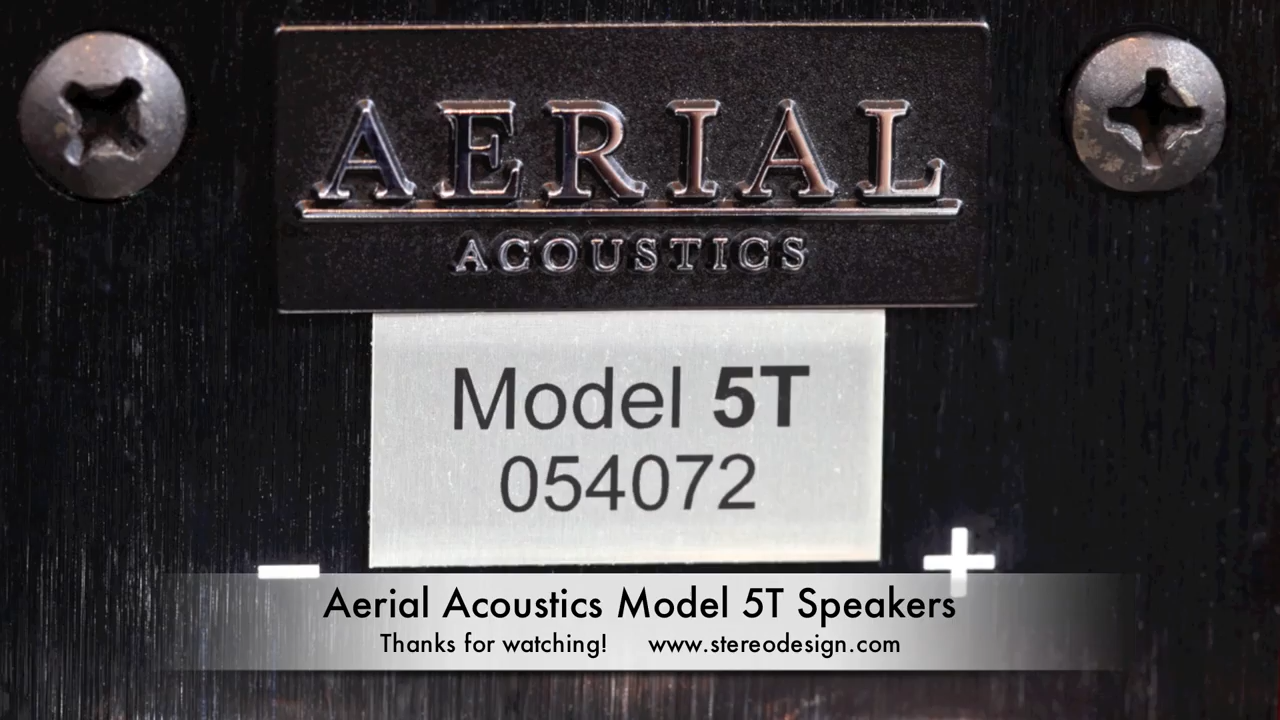 AERIAL
ACOUSTICS
Model 5T
054072
– +
Aerial Acoustics Model 5T Speakers
Thanks for watching! www.stereodesign.com